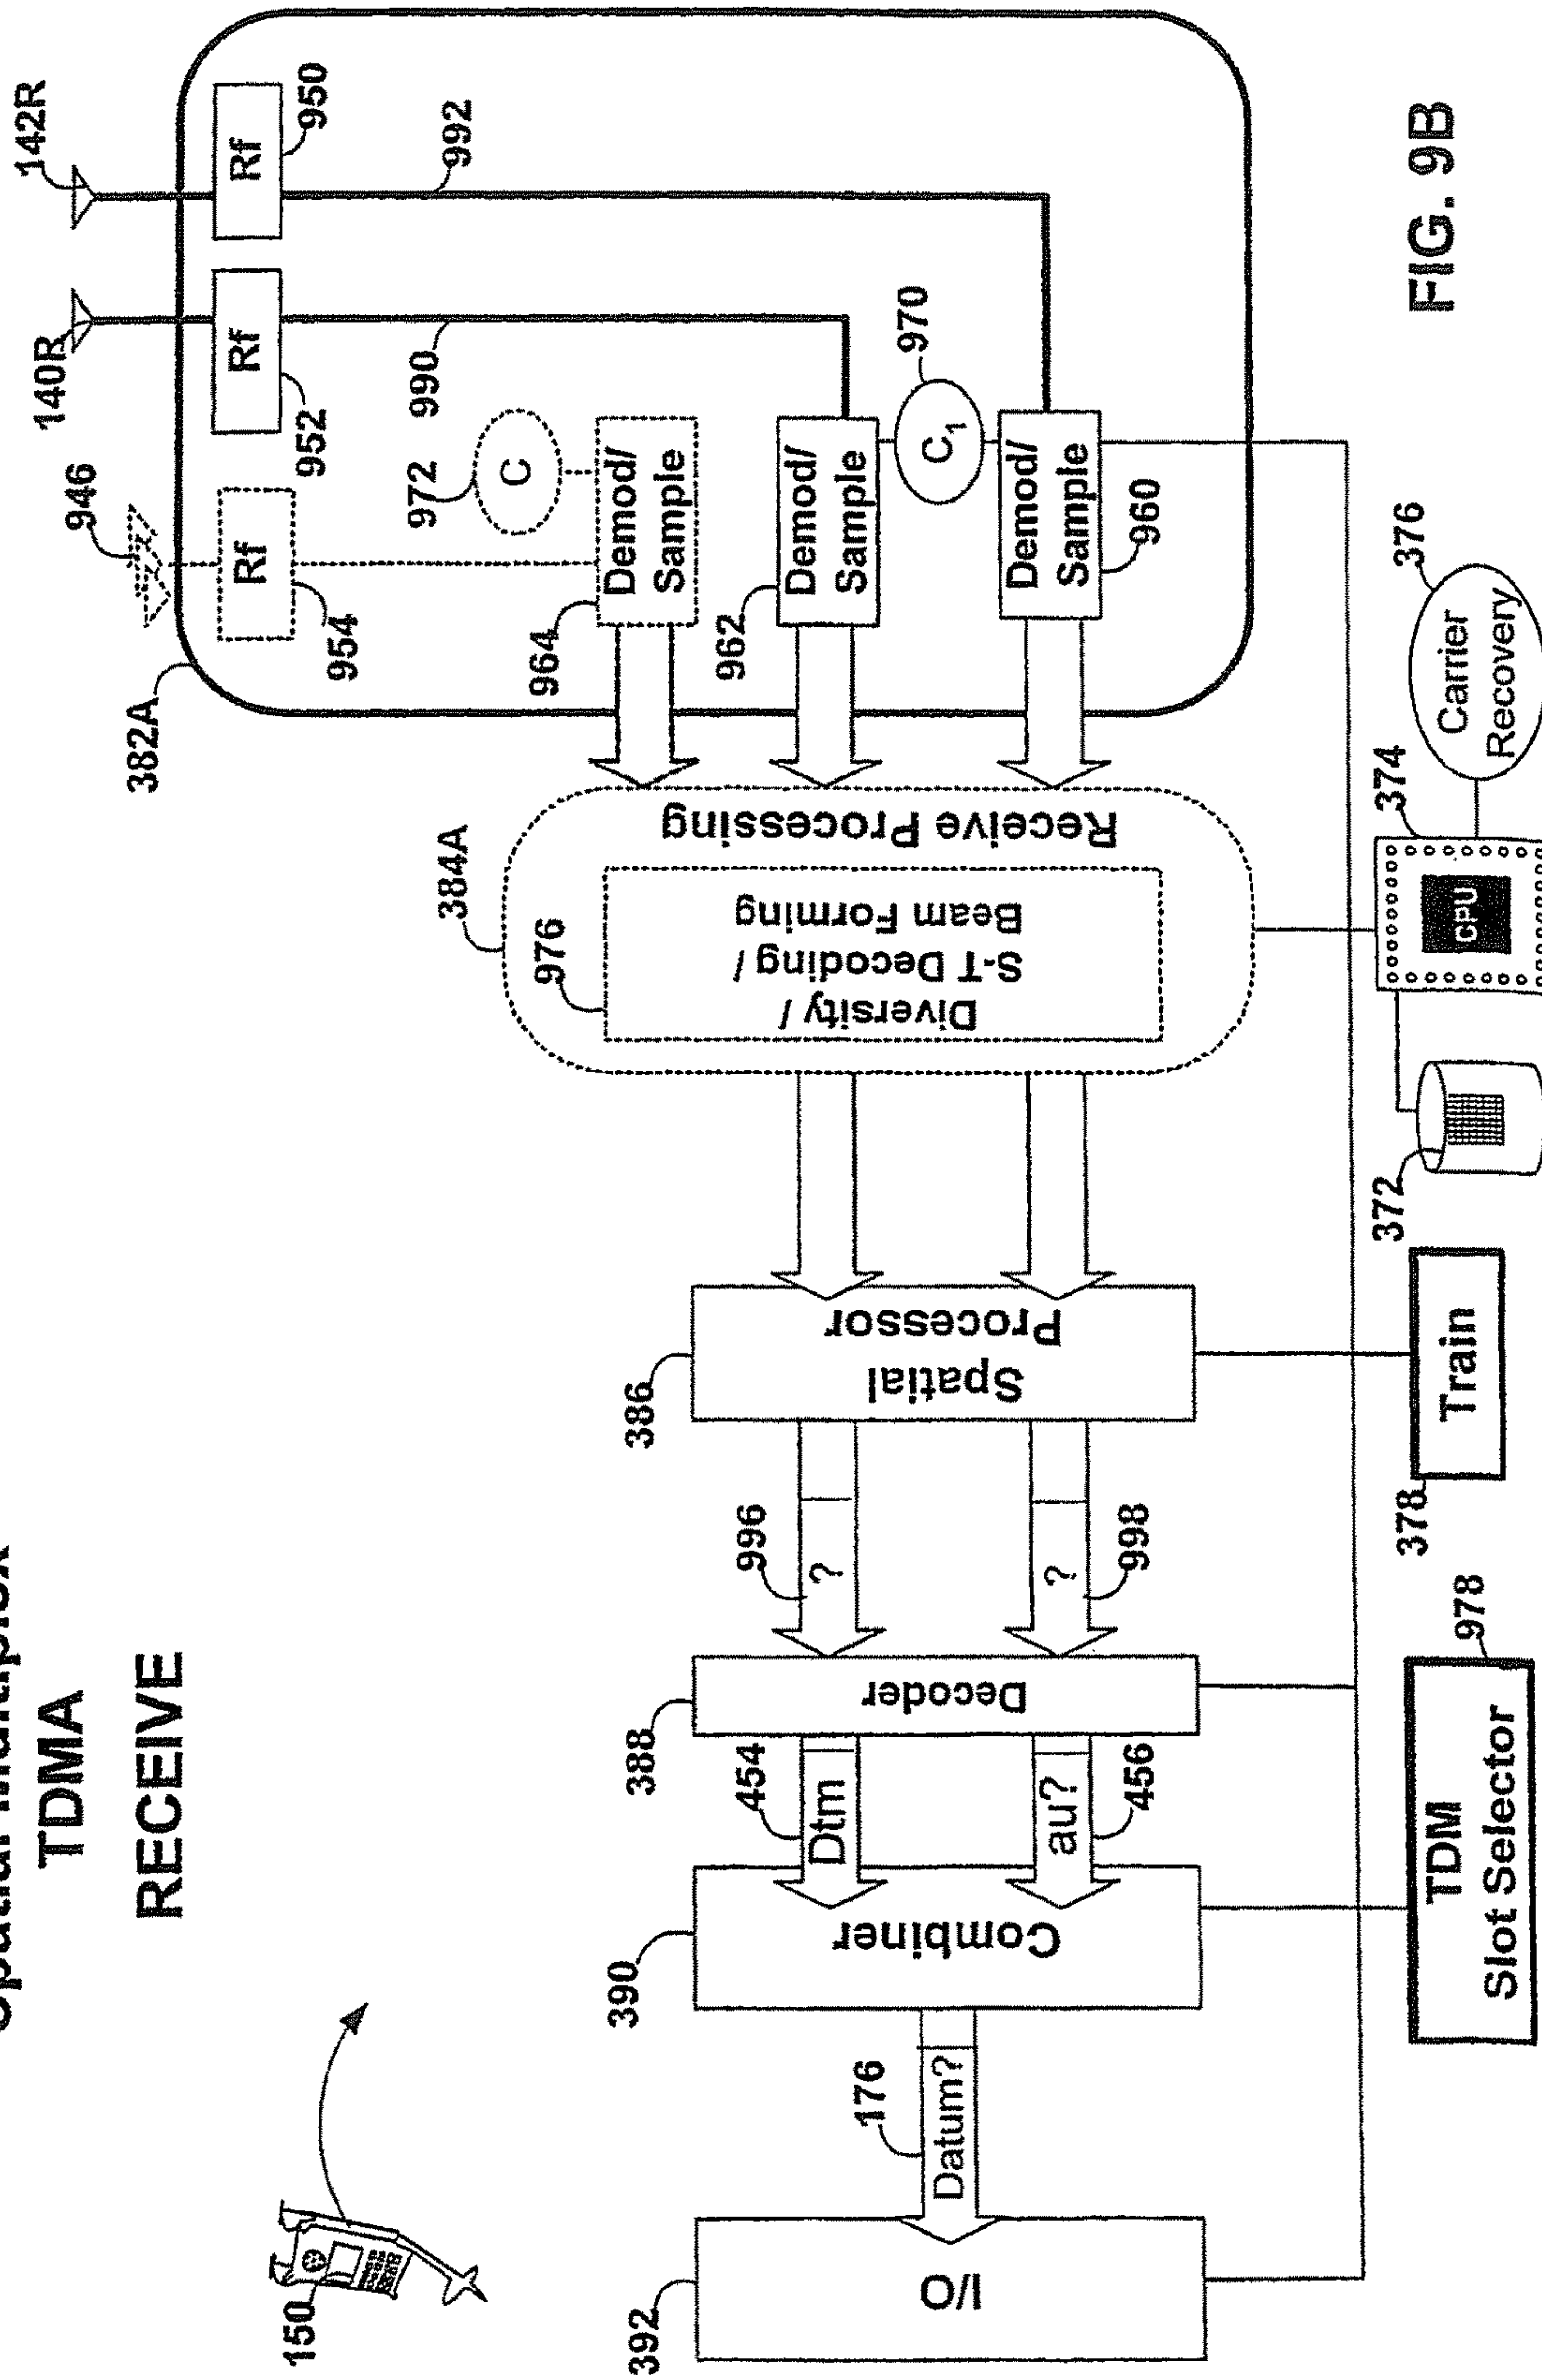 TDMA
RECEIVE
142R
140R
946
382A
Rf
950
Rf
952
Rf
954
992
990
972
C
970
C1
964
Demod/
Sample
962
Demod/
Sample
960
Demod/
Sample
384A
Receive Processing
976
Diversity /
S-T Decoding /
Beam Forming
386
Spatial
Processor
996
?
998
?
388
Decoder
454
Dtm
456
au?
390
Combiner
176
Datum?
392
I/O
150
376
Carrier
Recovery
374
CPU
372
378
Train
978
TDM
Slot Selector
FIG. 9B